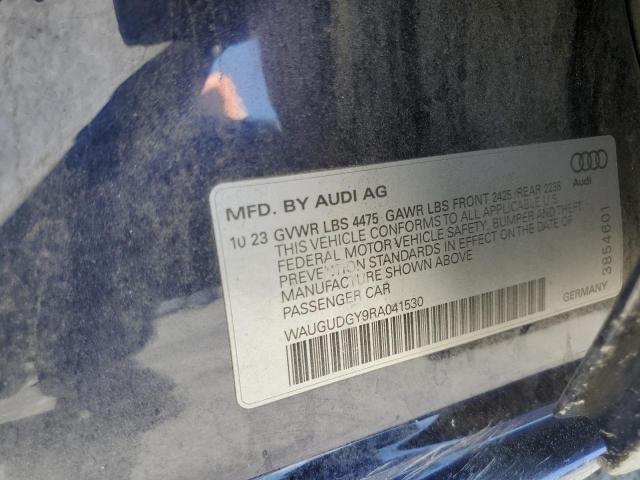 Audi
MFD. BY AUDI AG
10 23 GVWR LBS 4475 GAWR LBS FRONT 2425 /REAR 2238
THIS VEHICLE CONFORMS TO ALL APPLICABLE U.S.
FEDERAL MOTOR VEHICLE SAFETY, BUMPER AND THEFT
PREVENTION STANDARDS IN EFFECT ON THE DATE OF
MANUFACTURE SHOWN ABOVE
PASSENGER CAR
WAUGUDGY9RA041530
GERMANY
3854601